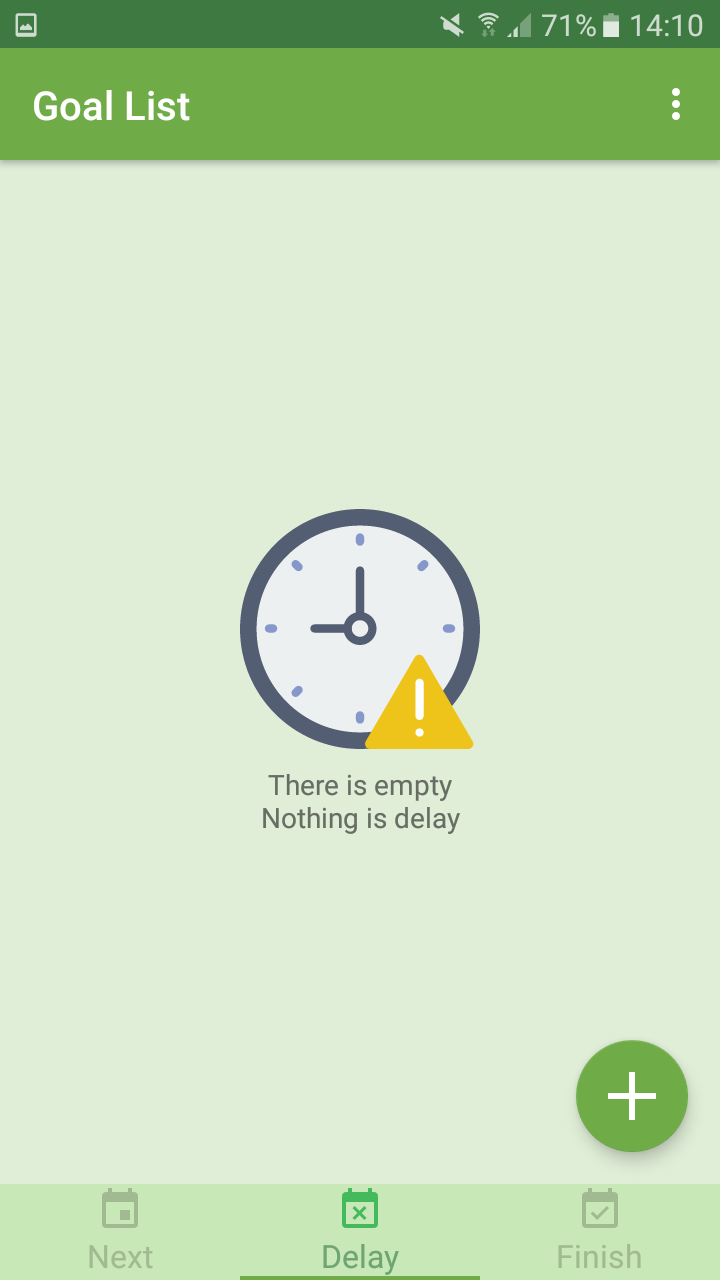 71% 14:10
Goal List
There is empty
Nothing is delay
Next
Delay
Finish